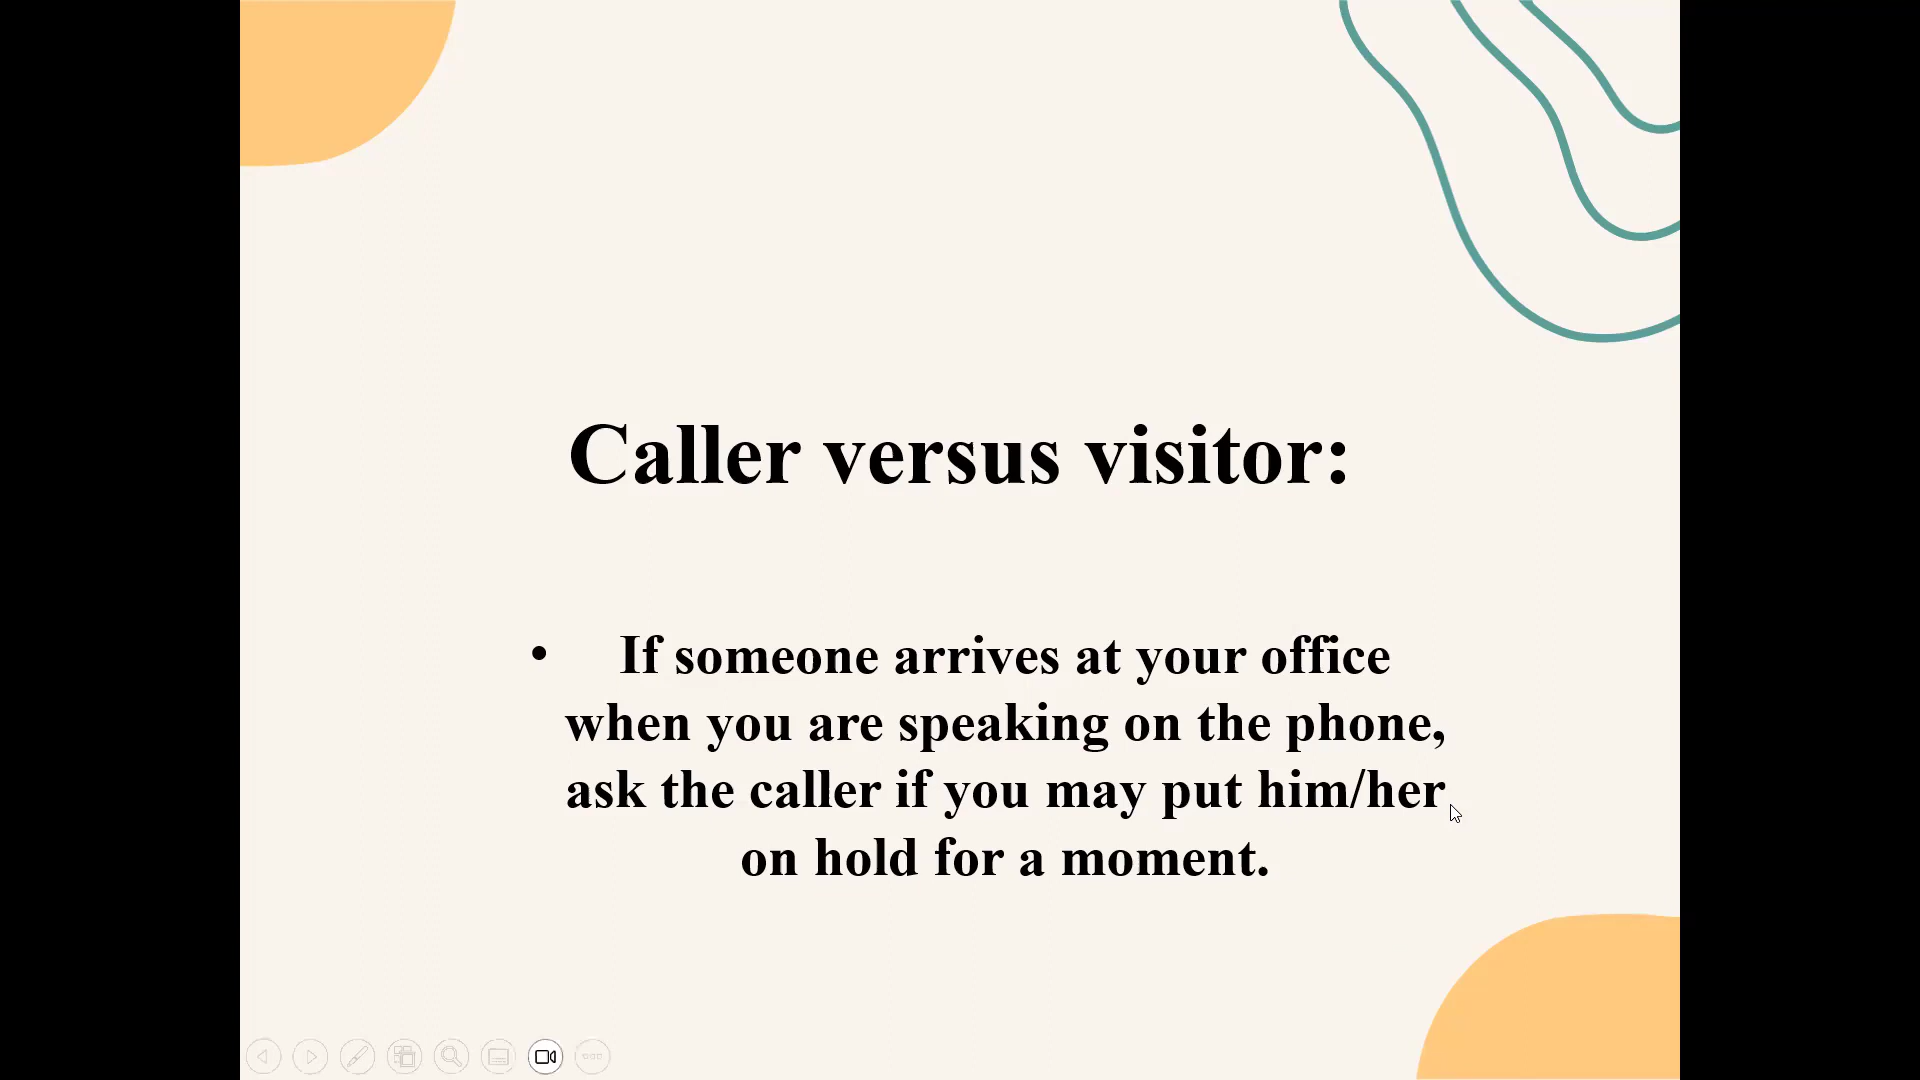 Caller versus visitor:
• If someone arrives at your office
when you are speaking on the phone,
ask the caller if you may put him/her
on hold for a moment.